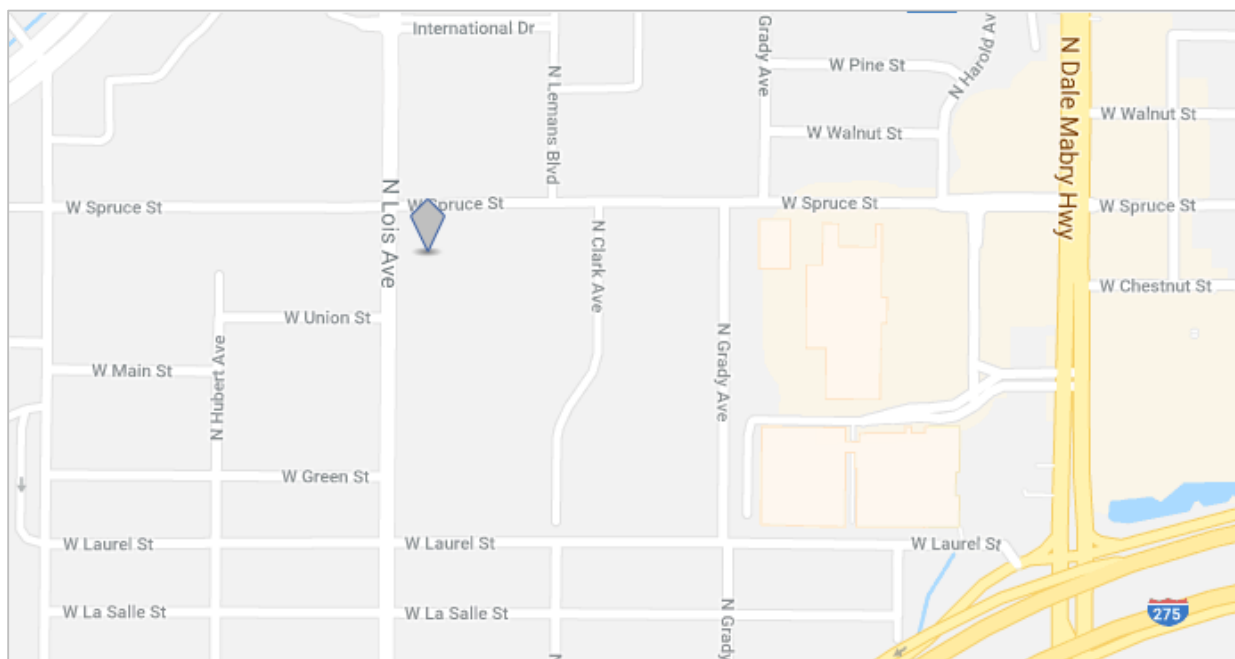 International Dr
Grady Ave
N Harold Av
N Dale Mabry Hwy
W Pine St
N Lemans Blvd
W Walnut St
W Walnut St
W Spruce St
N Lois Ave
W Spruce St
W Spruce St
W Spruce St
N Clark Ave
W Chestnut St
W Union St
N Grady Ave
N Hubert Ave
W Main St
W Green St
W Laurel St
W Laurel St
W Laurel St
W La Salle St
W La Salle St
N Grady
275
N